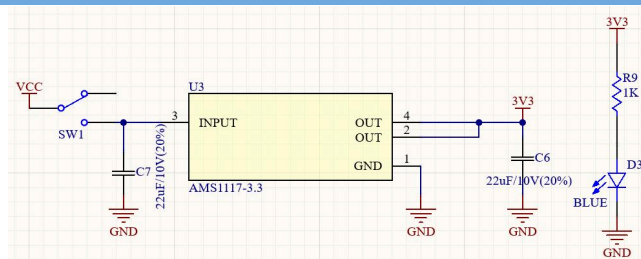 VCC
SW1
C7
22uF/10V(20%)
GND
U3
3
INPUT
OUT
4
OUT
2
GND
1
AMS1117-3.3
GND
3V3
C6
22uF/10V(20%)
GND
3V3
R9
1K
D3
BLUE
GND